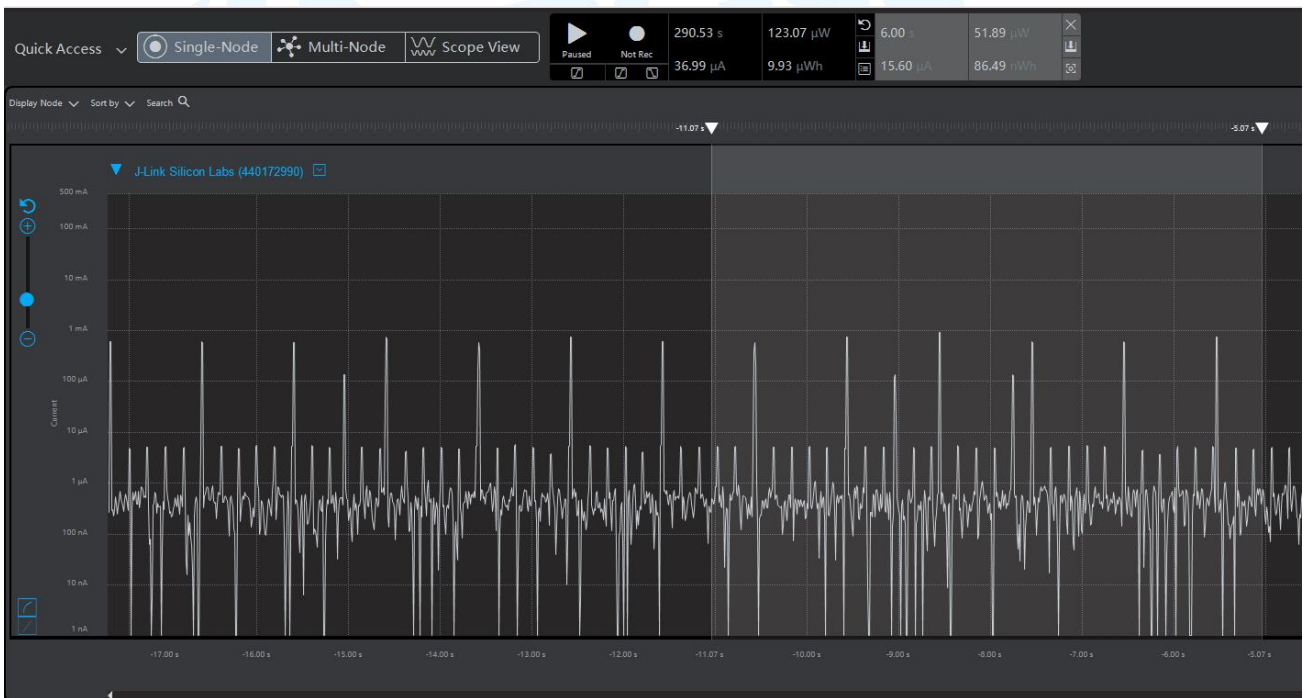 Quick Access Single-Node Multi-Node Scope View
Paused Not Rec
290.53 s 123.07 µW 6.00 s 51.89 µW
36.99 µA 9.93 µWh 15.60 µA 86.49 nWh
Display Node Sort by Search
-11.07 s -5.07 s
J-Link Silicon Labs (440172990)
500 mA
100 mA
10 mA
1 mA
100 µA
Current
10 µA
1 µA
100 nA
10 nA
1 nA
-17.00 s -16.00 s -15.00 s -14.00 s -13.00 s -12.00 s -11.07 s -10.00 s -9.00 s -8.00 s -7.00 s -6.00 s -5.07 s